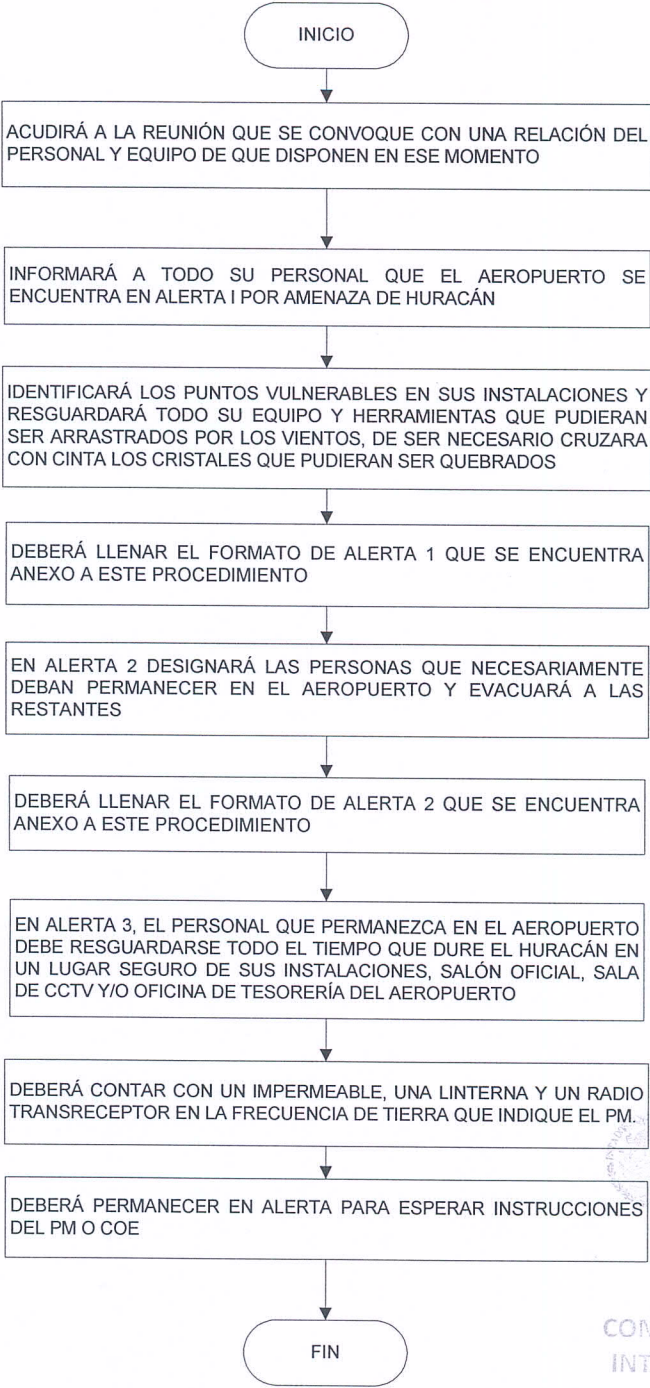 INICIO
ACUDIRÁ A LA REUNIÓN QUE SE CONVOQUE CON UNA RELACIÓN DEL
PERSONAL Y EQUIPO DE QUE DISPONEN EN ESE MOMENTO
INFORMARÁ A TODO SU PERSONAL QUE EL AEROPUERTO SE
ENCUENTRA EN ALERTA I POR AMENAZA DE HURACÁN
IDENTIFICARÁ LOS PUNTOS VULNERABLES EN SUS INSTALACIONES Y
RESGUARDARÁ TODO SU EQUIPO Y HERRAMIENTAS QUE PUDIERAN
SER ARRASTRADOS POR LOS VIENTOS, DE SER NECESARIO CRUZARA
CON CINTA LOS CRISTALES QUE PUDIERAN SER QUEBRADOS
DEBERÁ LLENAR EL FORMATO DE ALERTA 1 QUE SE ENCUENTRA
ANEXO A ESTE PROCEDIMIENTO
EN ALERTA 2 DESIGNARÁ LAS PERSONAS QUE NECESARIAMENTE
DEBAN PERMANECER EN EL AEROPUERTO Y EVACUARÁ A LAS
RESTANTES
DEBERÁ LLENAR EL FORMATO DE ALERTA 2 QUE SE ENCUENTRA
ANEXO A ESTE PROCEDIMIENTO
EN ALERTA 3, EL PERSONAL QUE PERMANEZCA EN EL AEROPUERTO
DEBE RESGUARDARSE TODO EL TIEMPO QUE DURE EL HURACÁN EN
UN LUGAR SEGURO DE SUS INSTALACIONES, SALÓN OFICIAL, SALA
DE CCTV Y/O OFICINA DE TESORERÍA DEL AEROPUERTO
DEBERÁ CONTAR CON UN IMPERMEABLE, UNA LINTERNA Y UN RADIO
TRANSRECEPTOR EN LA FRECUENCIA DE TIERRA QUE INDIQUE EL PM.
DEBERÁ PERMANECER EN ALERTA PARA ESPERAR INSTRUCCIONES
DEL PM O COE
FIN